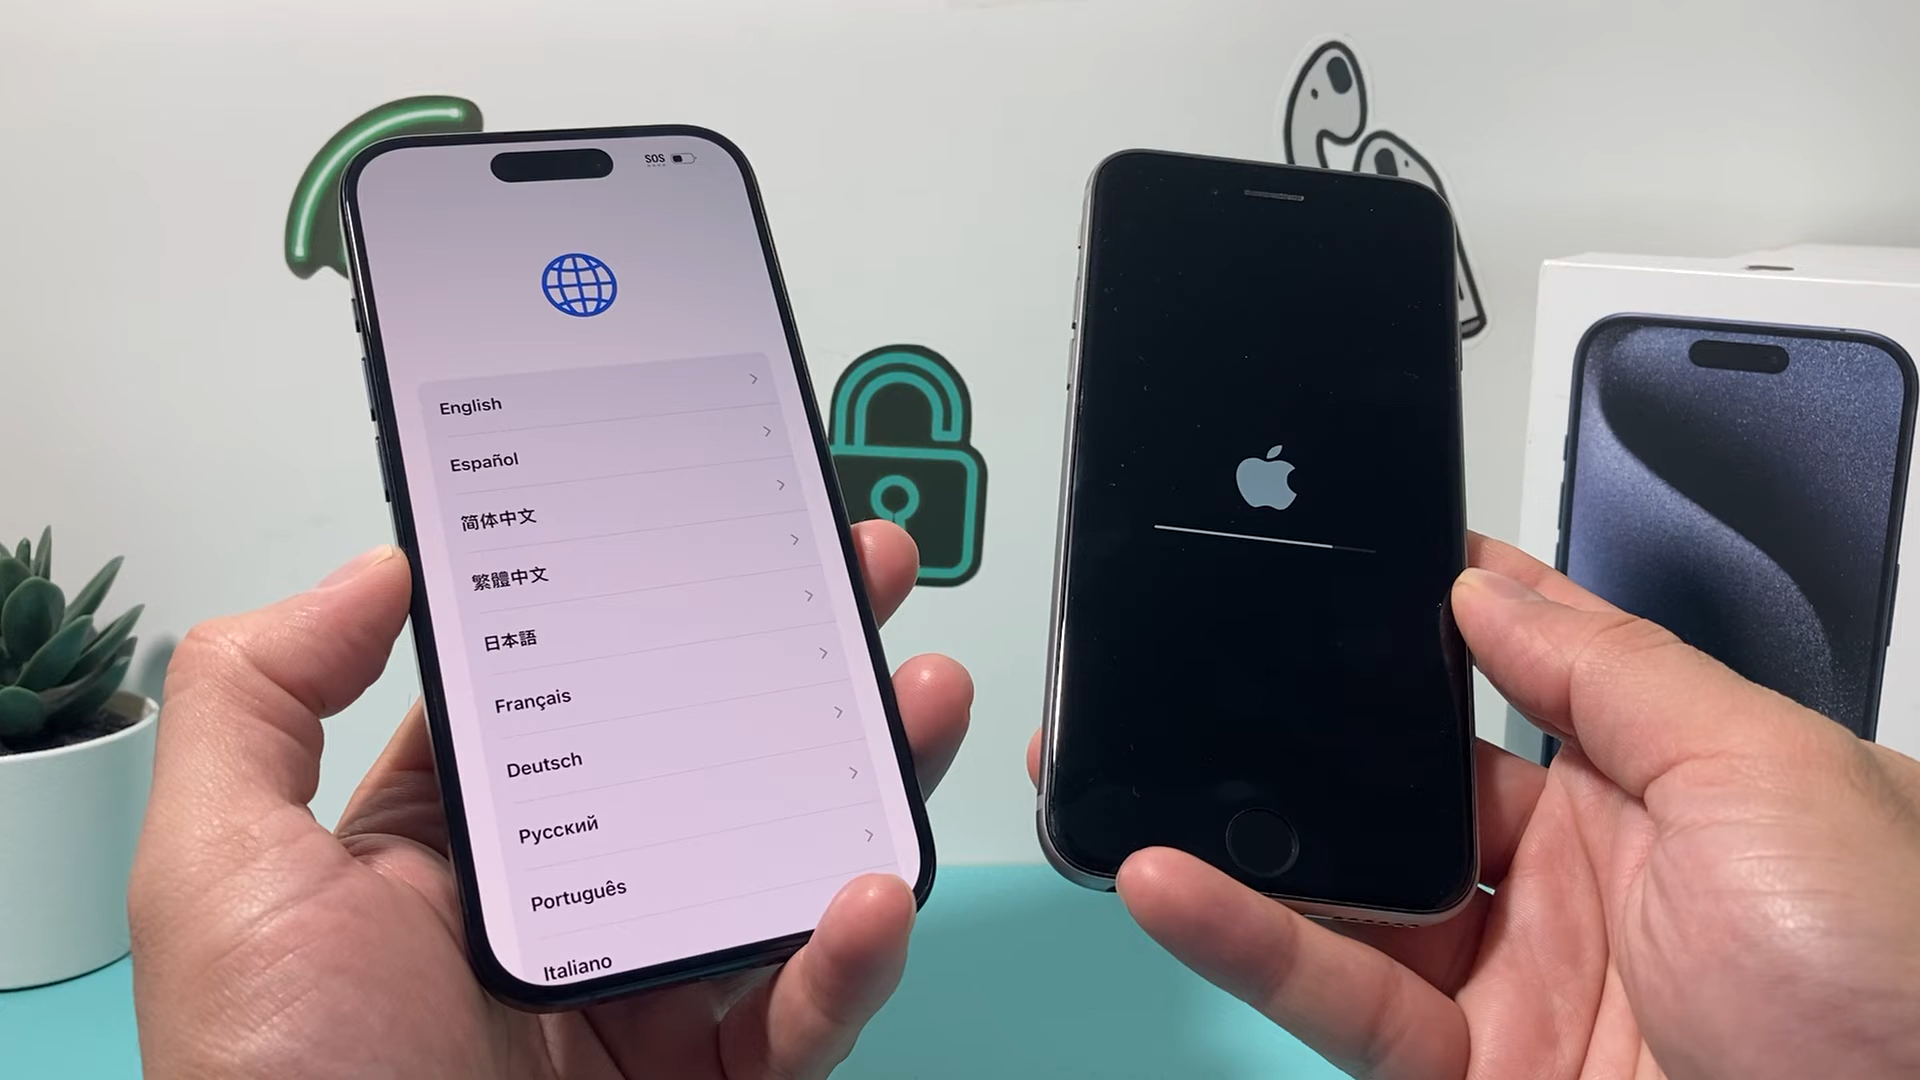 SOS
English
Español
简体中文
繁體中文
日本語
Français
Deutsch
Русский
Português
Italiano